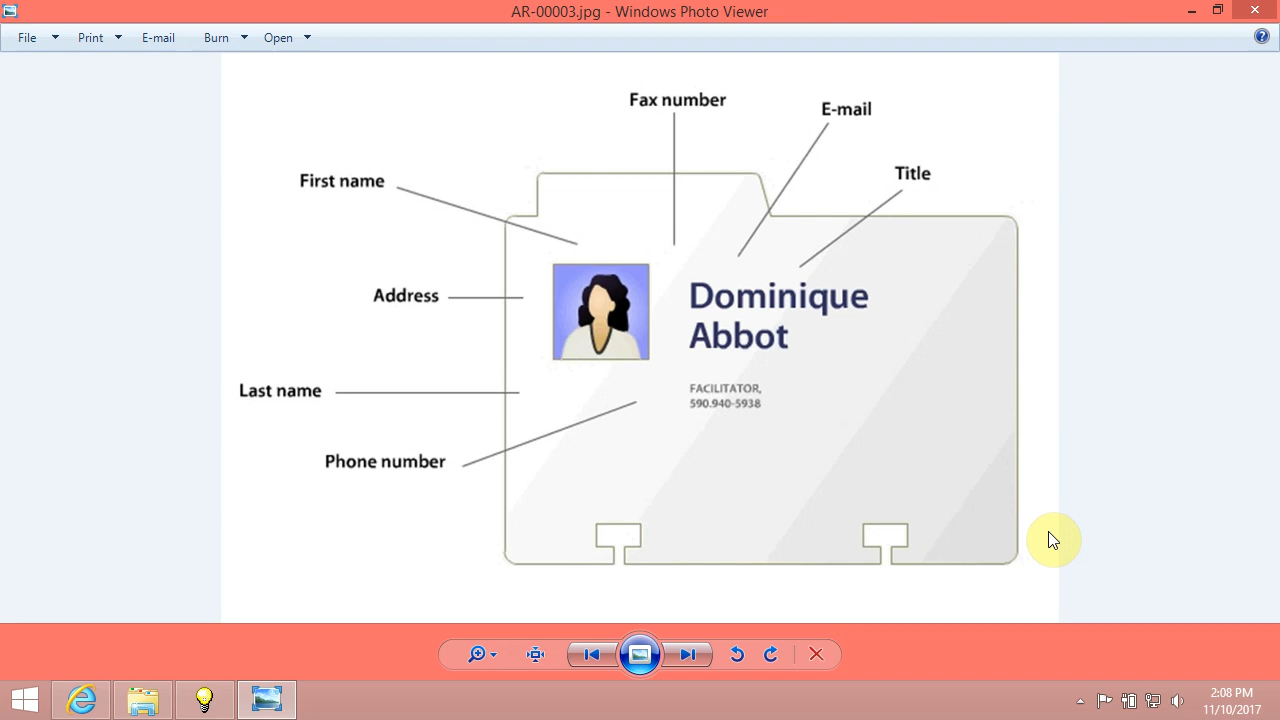 AR-00003.jpg - Windows Photo Viewer
File Print E-mail Burn Open
Fax number
E-mail
Title
First name
Address
Dominique
Abbot
Last name
FACILITATOR,
590.940-5938
Phone number
2:08 PM
11/10/2017